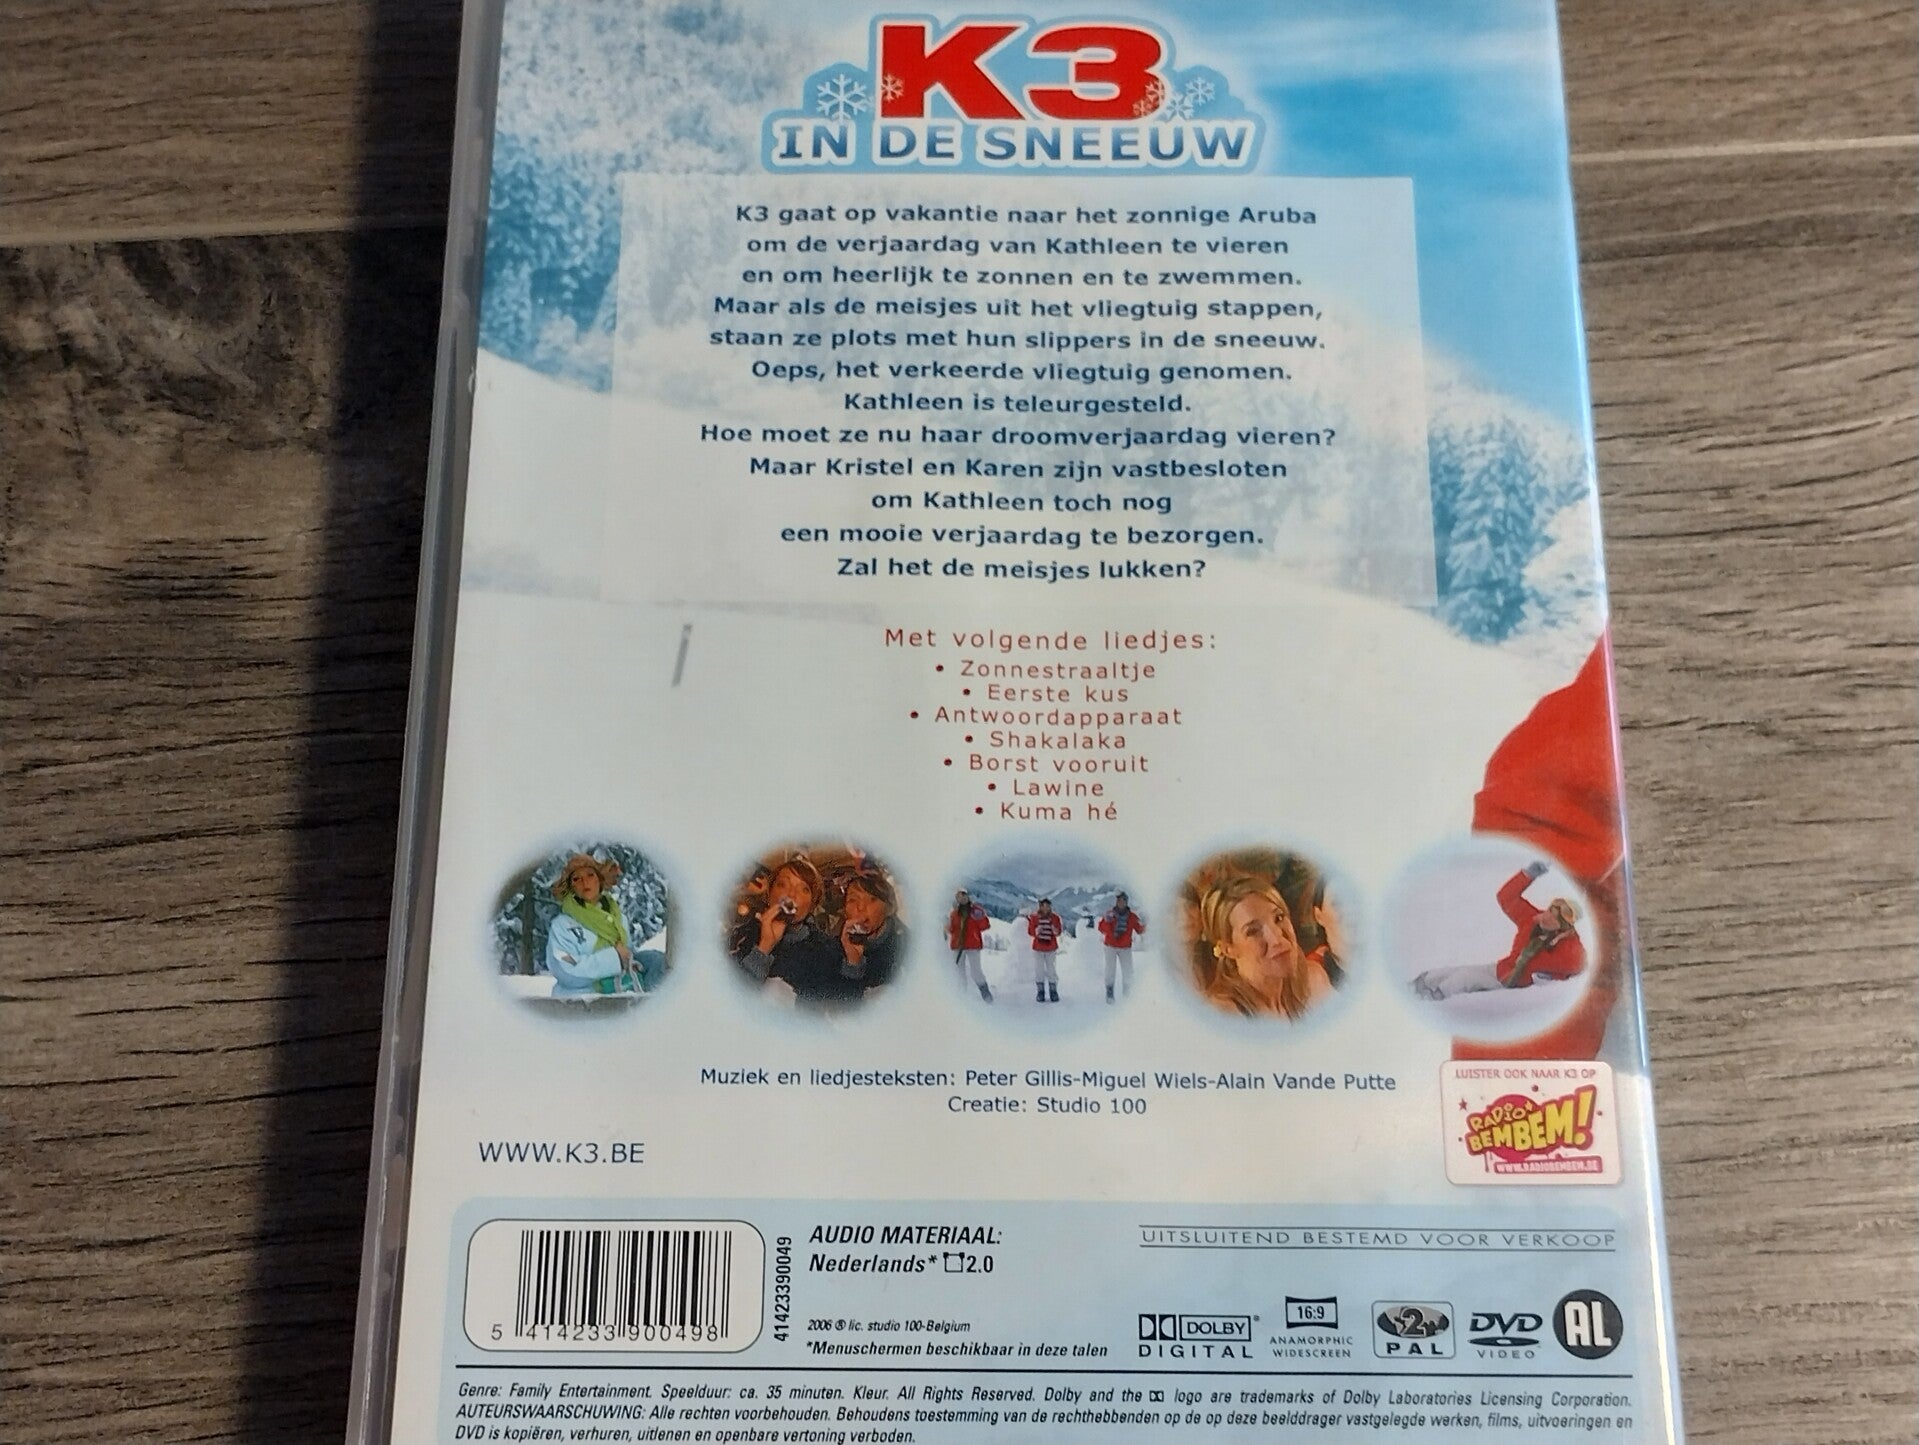 K3
IN DE SNEEUW
K3 gaat op vakantie naar het zonnige Aruba
om de verjaardag van Kathleen te vieren
en om heerlijk te zonnen en te zwemmen.
Maar als de meisjes uit het vliegtuig stappen,
staan ze plots met hun slippers in de sneeuw.
Oeps, het verkeerde vliegtuig genomen.
Kathleen is teleurgesteld.
Hoe moet ze nu haar droomverjaardag vieren?
Maar Kristel en Karen zijn vastbesloten
om Kathleen toch nog
een mooie verjaardag te bezorgen.
Zal het de meisjes lukken?
Met volgende liedjes:
• Zonnestraaltje
• Eerste kus
• Antwoordapparaat
• Shakalaka
• Borst vooruit
• Lawine
• Kuma hé
Muziek en liedjesteksten: Peter Gillis-Miguel Wiels-Alain Vande Putte
Creatie: Studio 100
WWW.K3.BE
LUISTER OOK NAAR K3 OP
RADIO
BEMBEM!
WWW.RADIOBEMBEM.BE
5 414233 900498
41423390049
AUDIO MATERIAAL:
Nederlands* 2.0
2006 ® lic. studio 100-Belgium
*Menuschermen beschikbaar in deze talen
UITSLUITEND BESTEMD VOOR VERKOOP
DOLBY
DIGITAL
16:9
ANAMORPHIC
WIDESCREEN
2
PAL
DVD
VIDEO
AL
Genre: Family Entertainment. Speelduur: ca. 35 minuten. Kleur. All Rights Reserved. Dolby and the logo are trademarks of Dolby Laboratories Licensing Corporation.
AUTEURSWAARSCHUWING: Alle rechten voorbehouden. Behoudens toestemming van de rechthebbenden op de op deze beelddrager vastgelegde werken, films, uitvoeringen en
DVD is kopiëren, verhuren, uitlenen en openbare vertoning verboden.